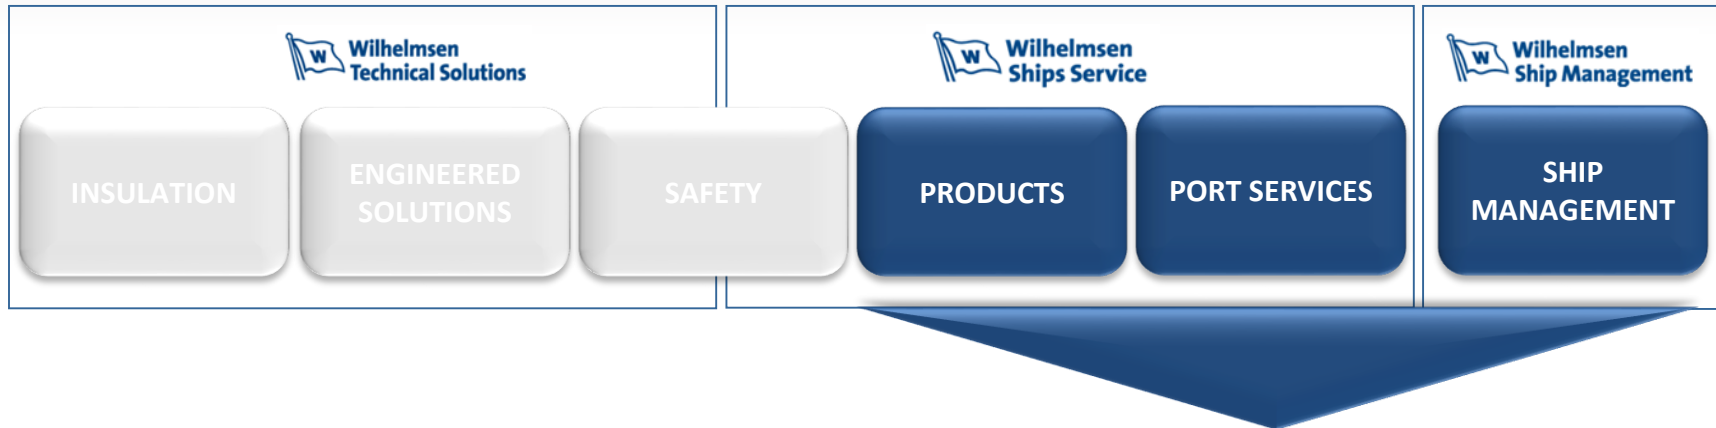 W Wilhelmsen
Technical Solutions
W Wilhelmsen
Ships Service
W Wilhelmsen
Ship Management
INSULATION
ENGINEERED
SOLUTIONS
SAFETY
PRODUCTS
PORT SERVICES
SHIP
MANAGEMENT